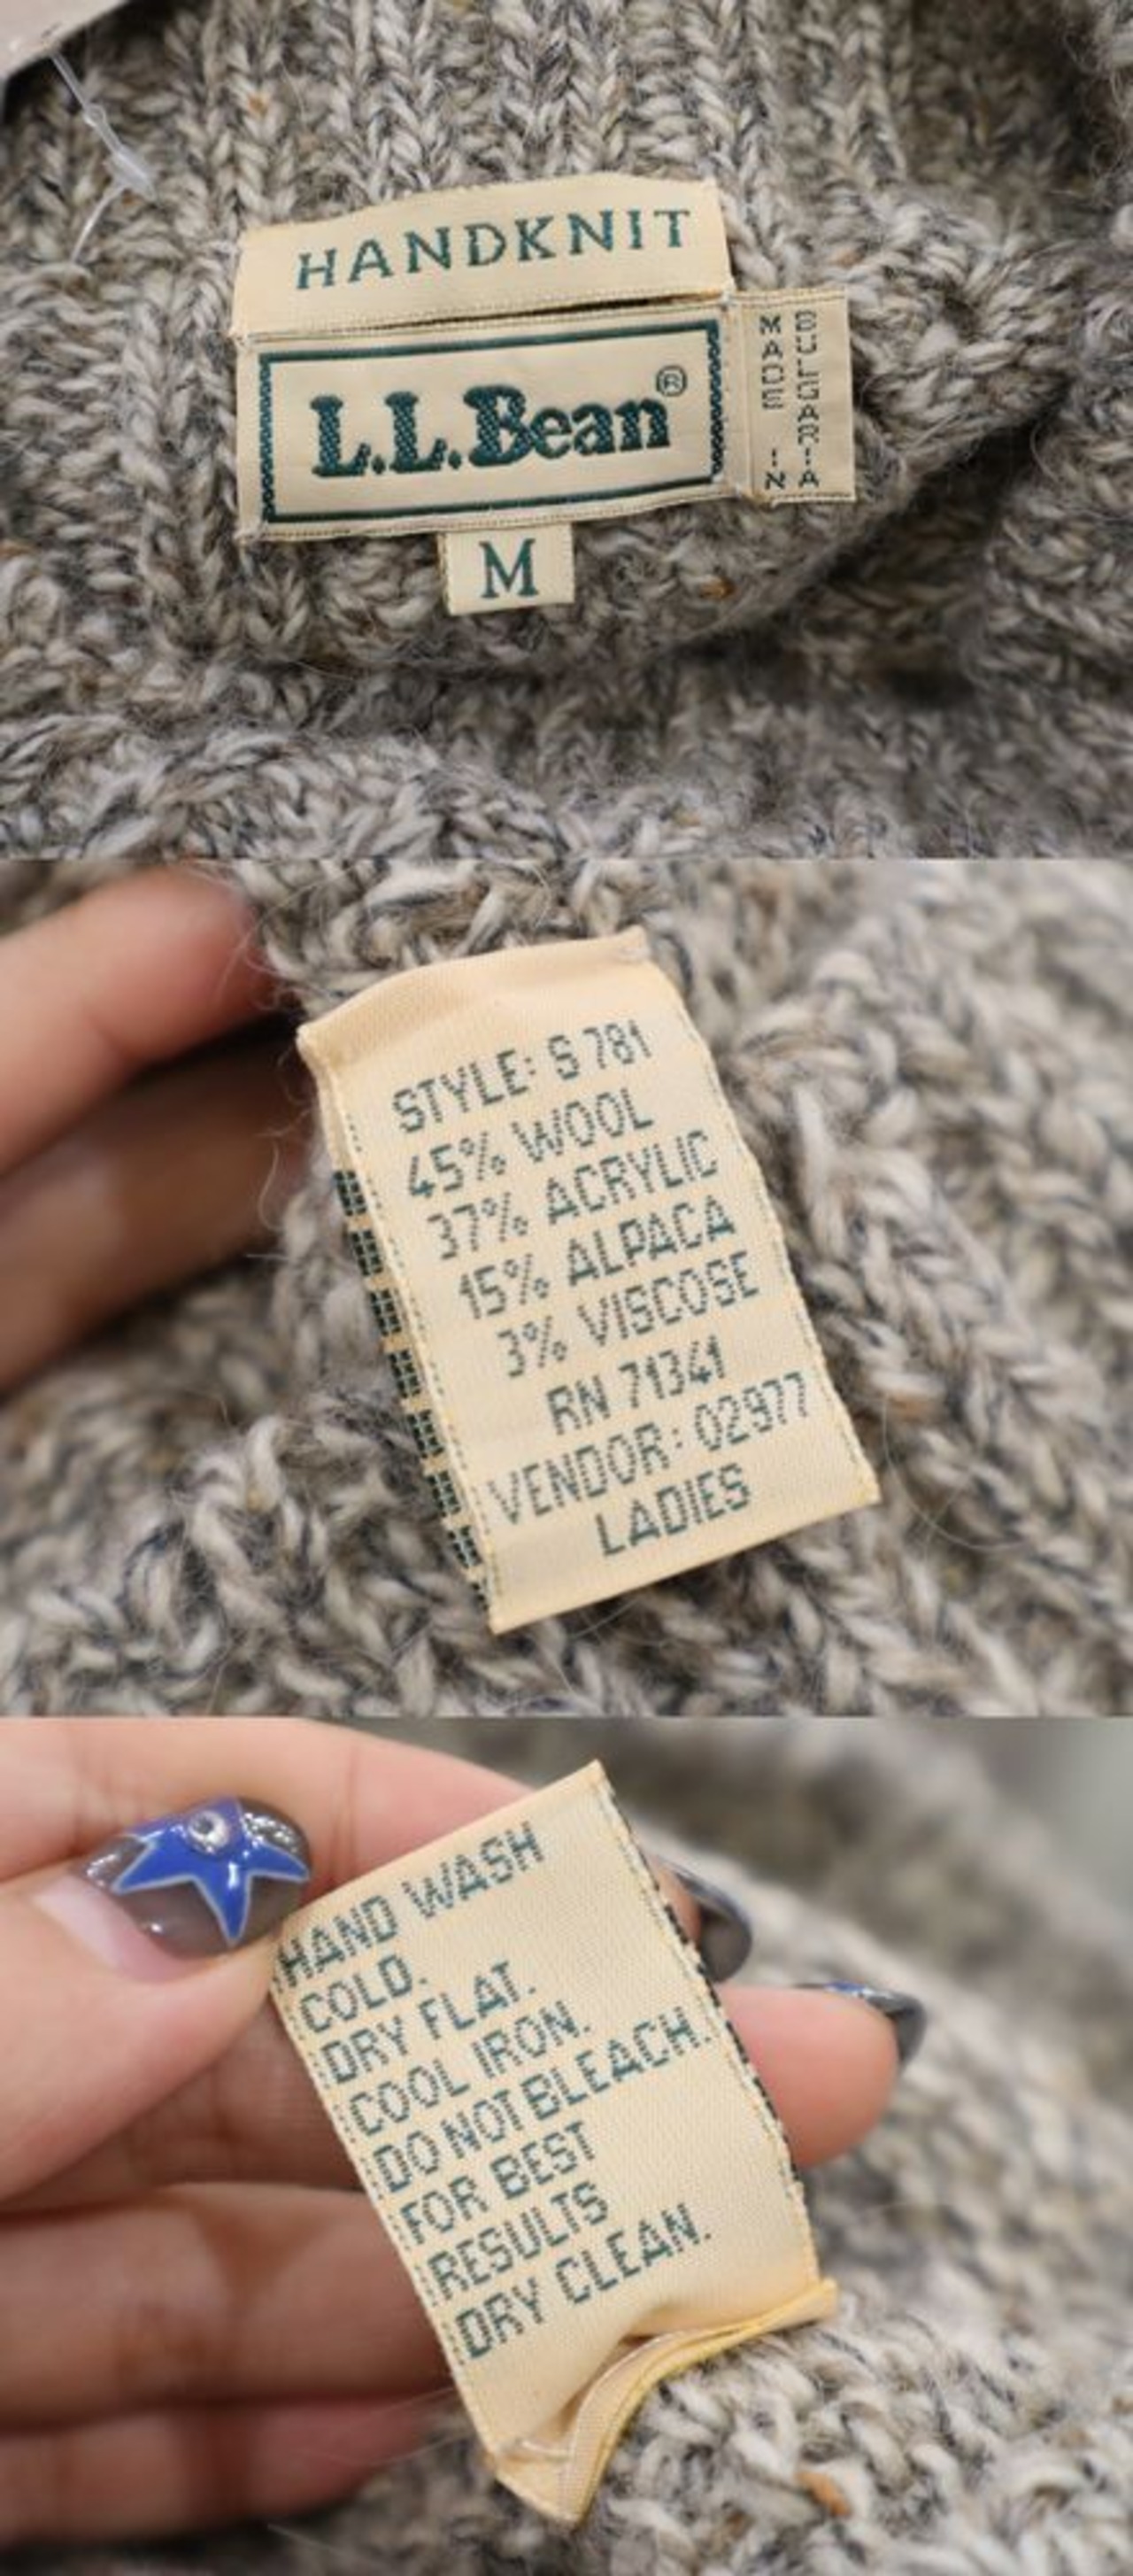 HANDKNIT
L.L.Bean®
MADE IN
BULGARIA
M
STYLE: S 781
45% WOOL
37% ACRYLIC
15% ALPACA
3% VISCOSE
RN 71341
VENDOR: 02977
LADIES
HAND WASH
COLD.
DRY FLAT.
COOL IRON.
DO NOT BLEACH.
FOR BEST
RESULTS
DRY CLEAN.